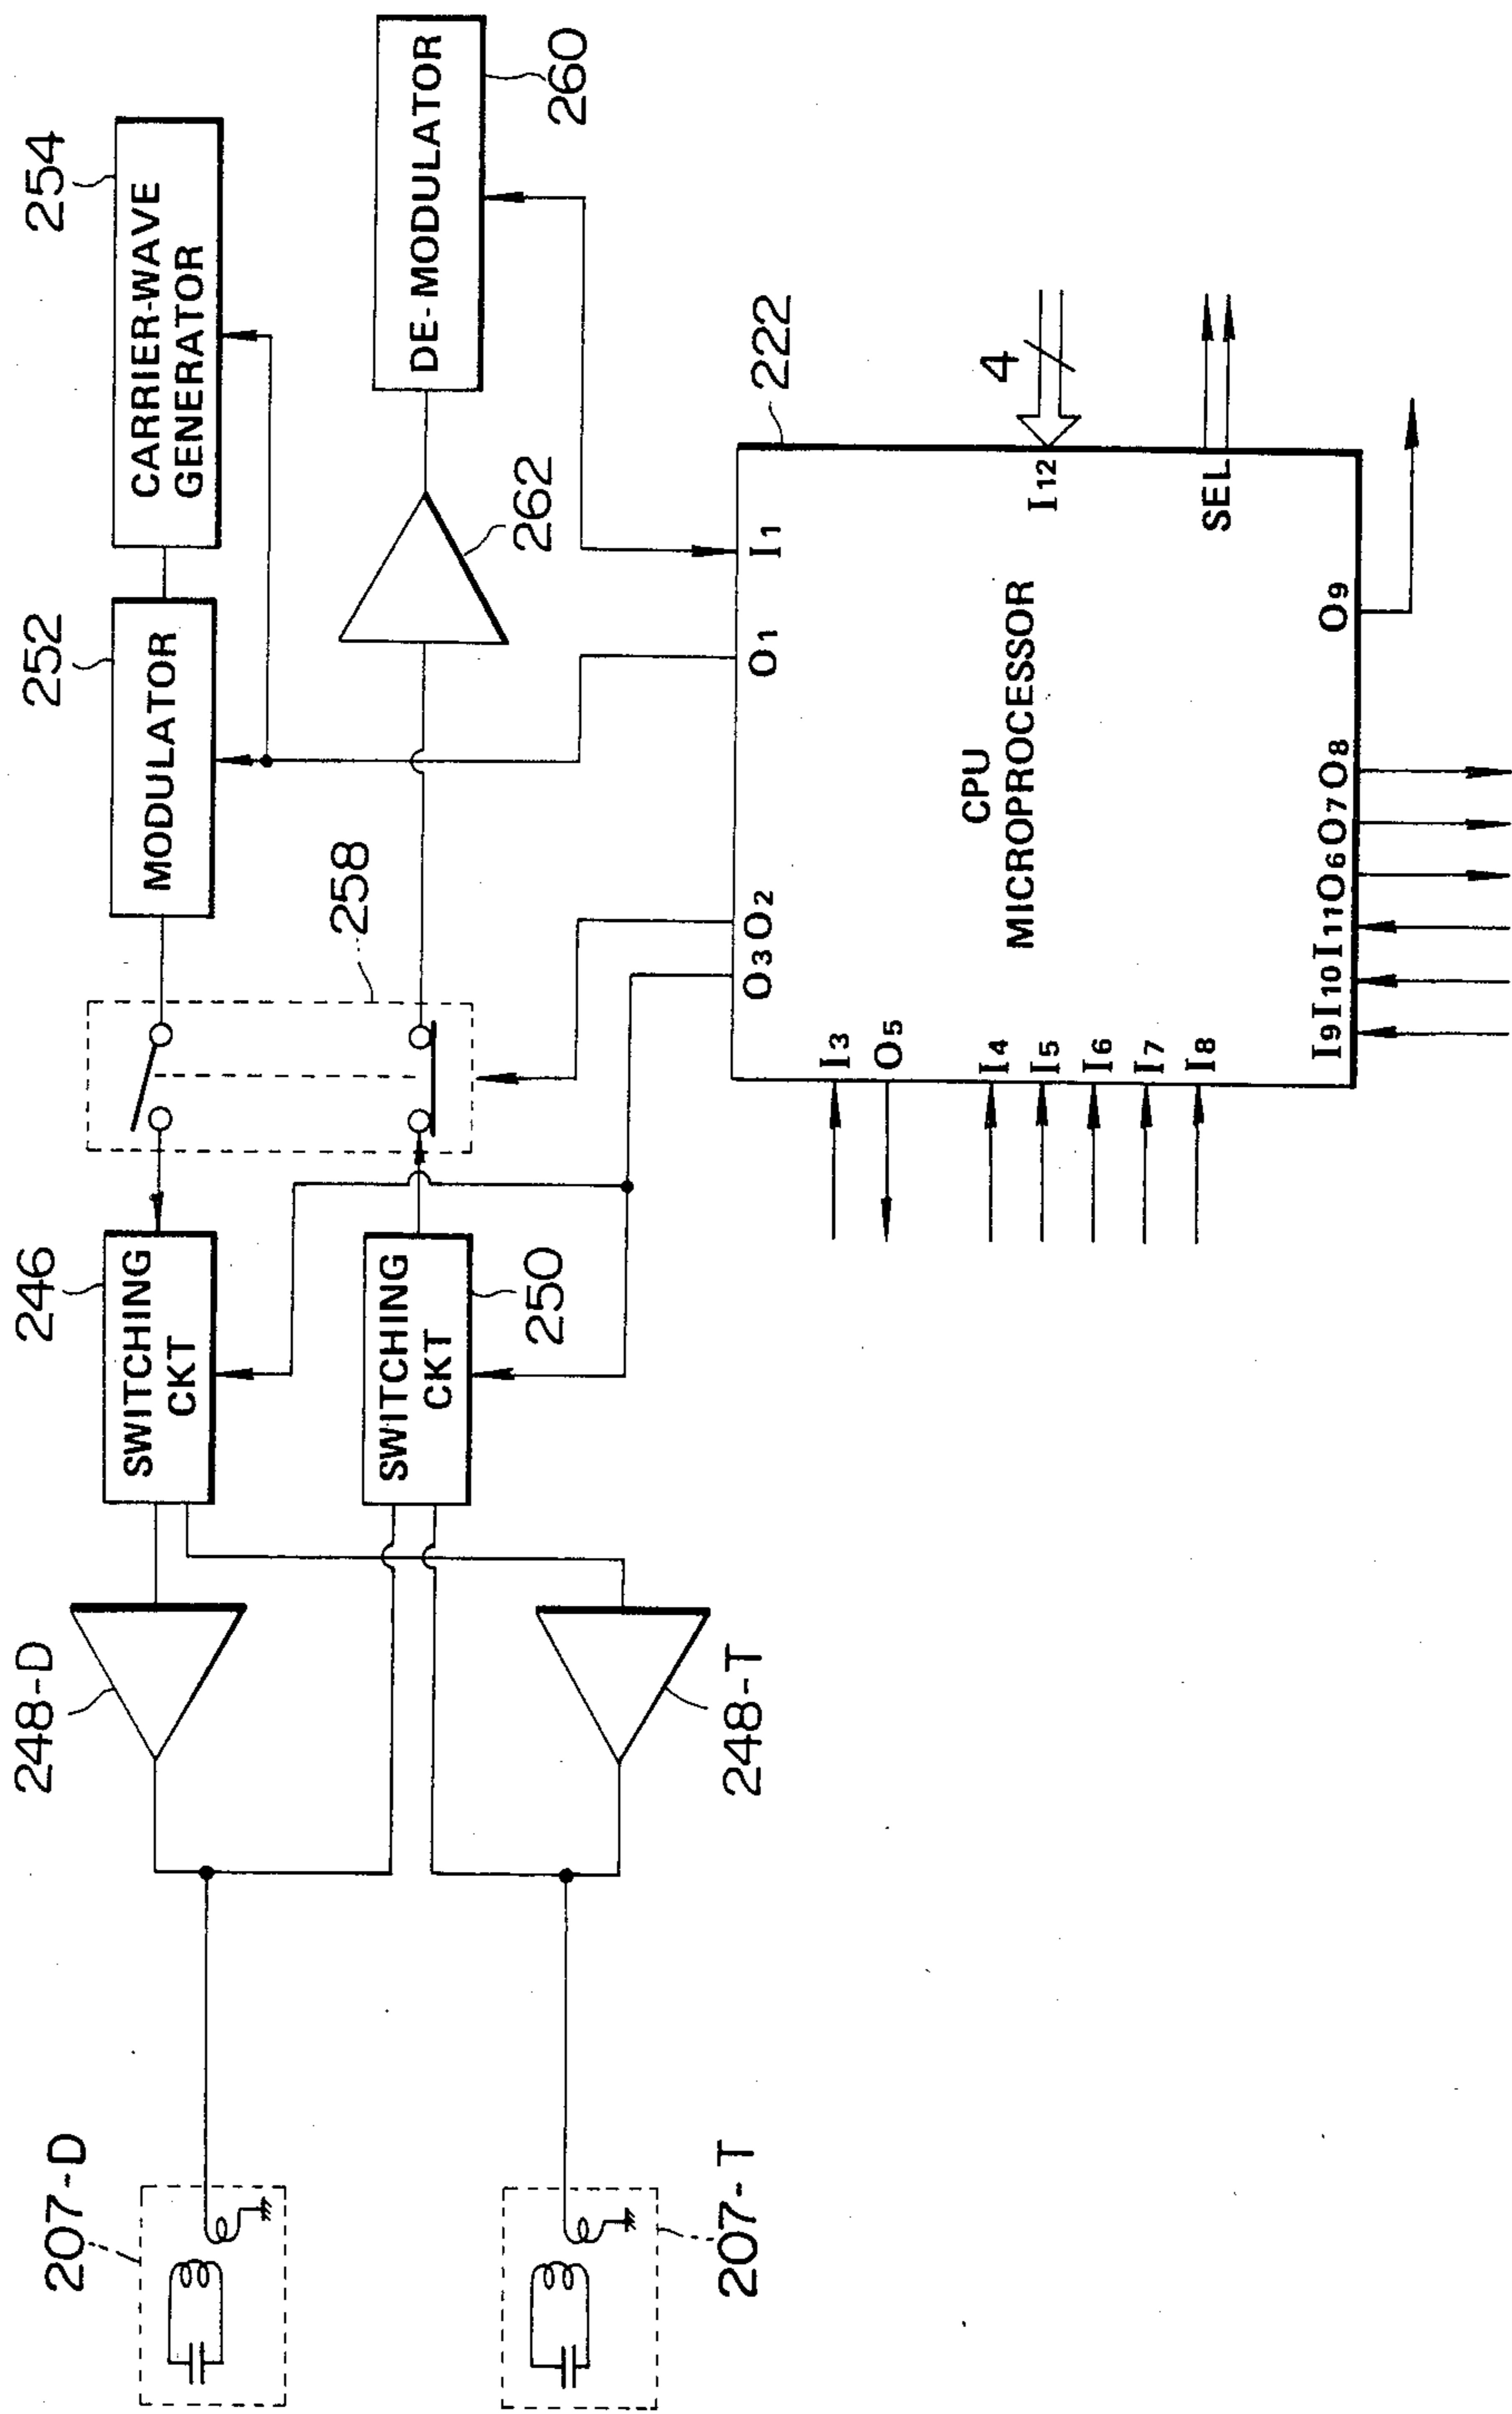 207-D
248-D
246
SWITCHING
CKT
258
252
MODULATOR
254
CARRIER-WAVE
GENERATOR
207-T
248-T
250
SWITCHING
CKT
262
260
DE-MODULATOR
222
CPU
MICROPROCESSOR
O3
O2
O1
I1
I3
O5
I4
I5
I6
I7
I8
I9
I10
I11
O6
O7
O8
O9
I12
4
SEL